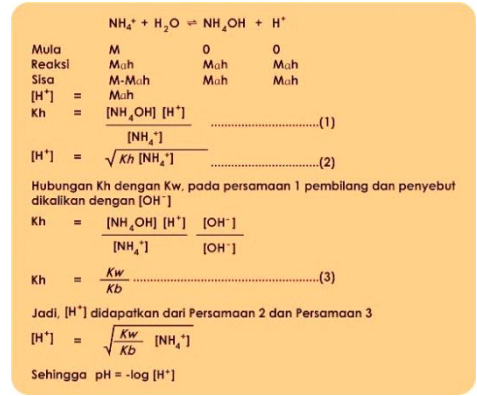 NH₄⁺ + H₂O ⇌ NH₄OH + H⁺
Mula M 0 0
Reaksi Mαh Mαh Mαh
Sisa M-Mαh Mαh Mαh
[H⁺] = Mαh
Kh = [NH₄OH] [H⁺] / [NH₄⁺] ..............................(1)
[H⁺] = √Kh [NH₄⁺] ..............................(2)
Hubungan Kh dengan Kw, pada persamaan 1 pembilang dan penyebut
dikalikan dengan [OH⁻]
Kh = [NH₄OH] [H⁺] / [NH₄⁺] [OH⁻] / [OH⁻]
Kh = Kw / Kb ..............................(3)
Jadi, [H⁺] didapatkan dari Persamaan 2 dan Persamaan 3
[H⁺] = √Kw / Kb [NH₄⁺]
Sehingga pH = -log [H⁺]